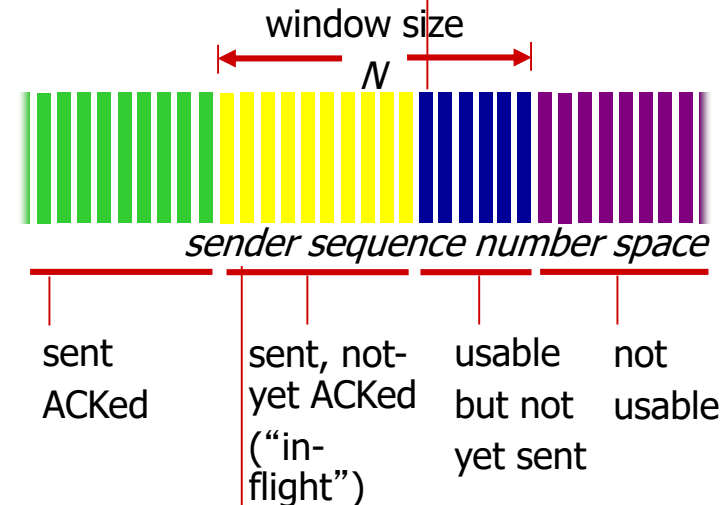 window size
N
sender sequence number space
sent
ACKed
sent, not-
yet ACKed
(“in-
flight”)
usable
but not
yet sent
not
usable